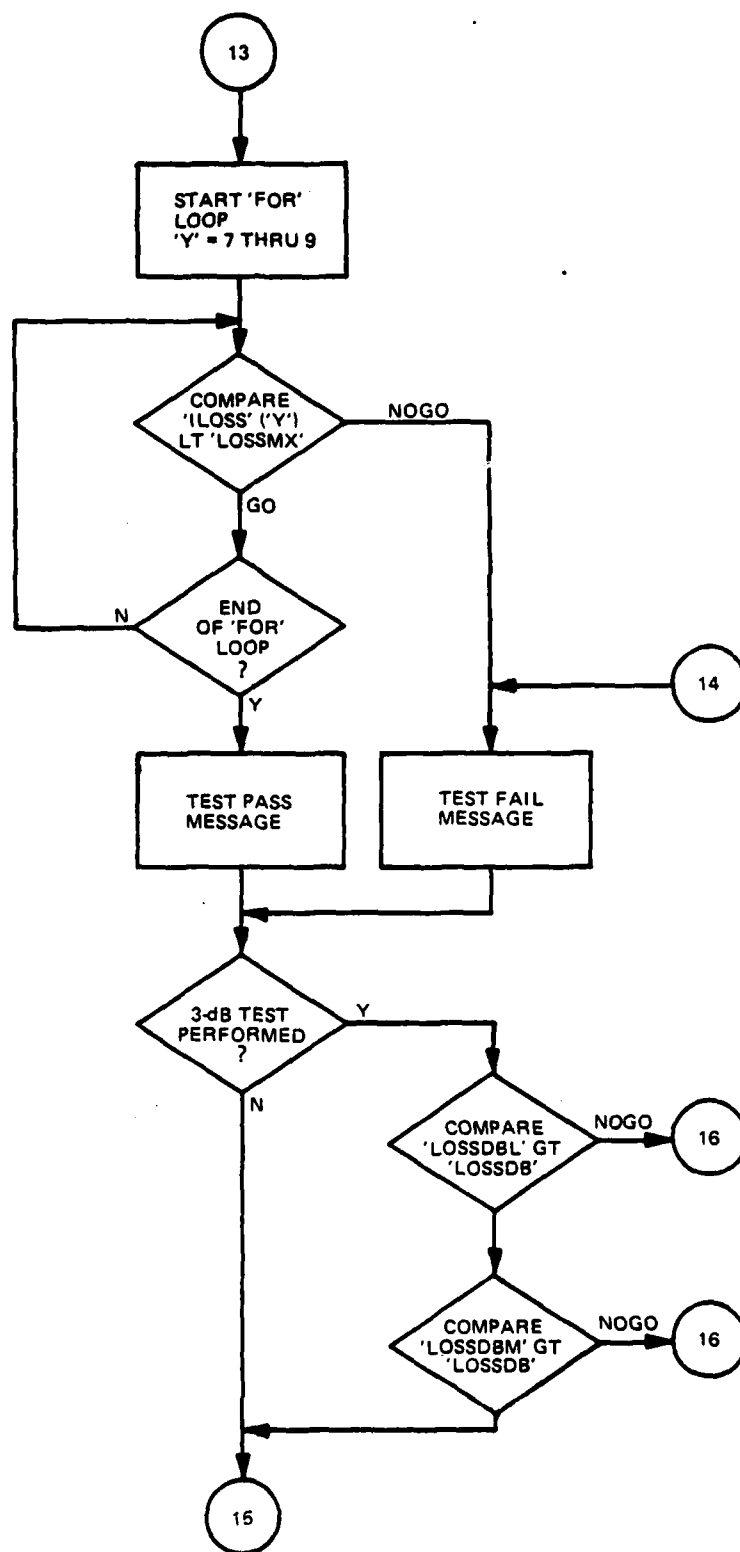 13
START 'FOR'
LOOP
'Y' = 7 THRU 9
COMPARE
'(LOSS' ('Y')
LT 'LOSSMX'
NOGO
GO
END
OF 'FOR'
LOOP
?
N
Y
14
TEST PASS
MESSAGE
TEST FAIL
MESSAGE
3-dB TEST
PERFORMED
?
Y
N
COMPARE
'LOSSDBL' GT
'LOSSDB'
NOGO
16
COMPARE
'LOSSDBM' GT
'LOSSDB'
NOGO
16
15